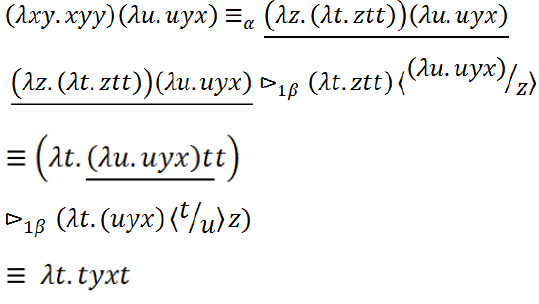 (λxy. xyy)(λu. uyx) ≡α (λz. (λt. ztt))(λu. uyx)
(λz. (λt. ztt))(λu. uyx) ⊳1β (λt. ztt)⟨(λu. uyx)/z⟩
≡ (λt. (λu. uyx)tt)
⊳1β (λt. (uyx)⟨t/u⟩z)
≡ λt. tyxt